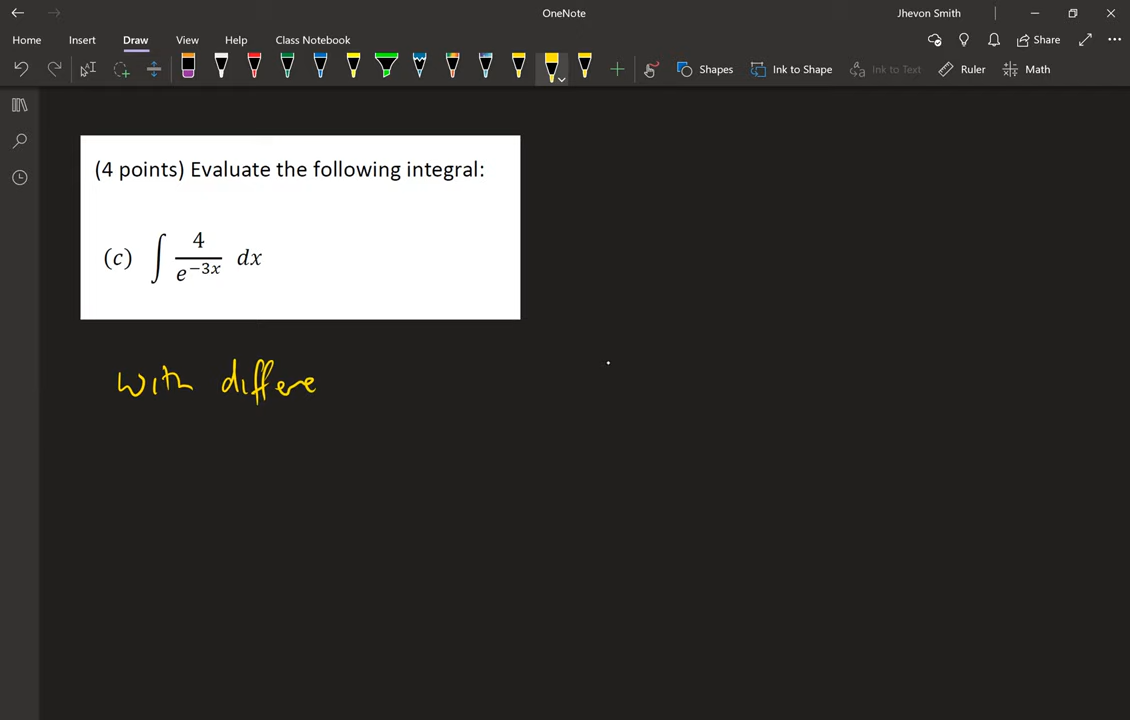 OneNote
Jhevon Smith
Home Insert Draw View Help Class Notebook
Share
Shapes Ink to Shape Ink to Text Ruler Math
(4 points) Evaluate the following integral:
(c) ∫ 4/e^{-3x} dx
With differe